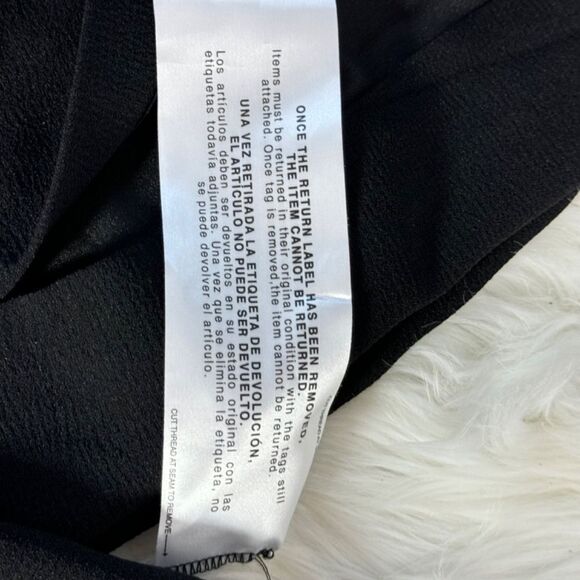 ONCE THE RETURN LABEL HAS BEEN REMOVED,
THE ITEM CANNOT BE RETURNED.
Items must be returned in their original condition with the tags still
attached. Once tag is removed,the item cannot be returned.
UNA VEZ RETIRADA LA ETIQUETA DE DEVOLUCIÓN,
EL ARTÍCULO NO PUEDE SER DEVUELTO.
Los artículos deben ser devueltos en su estado original con las
etiquetas todavía adjuntas. Una vez que se elimina la etiqueta, no
se puede devolver el artículo.
CUT THREAD AT SEAM TO REMOVE